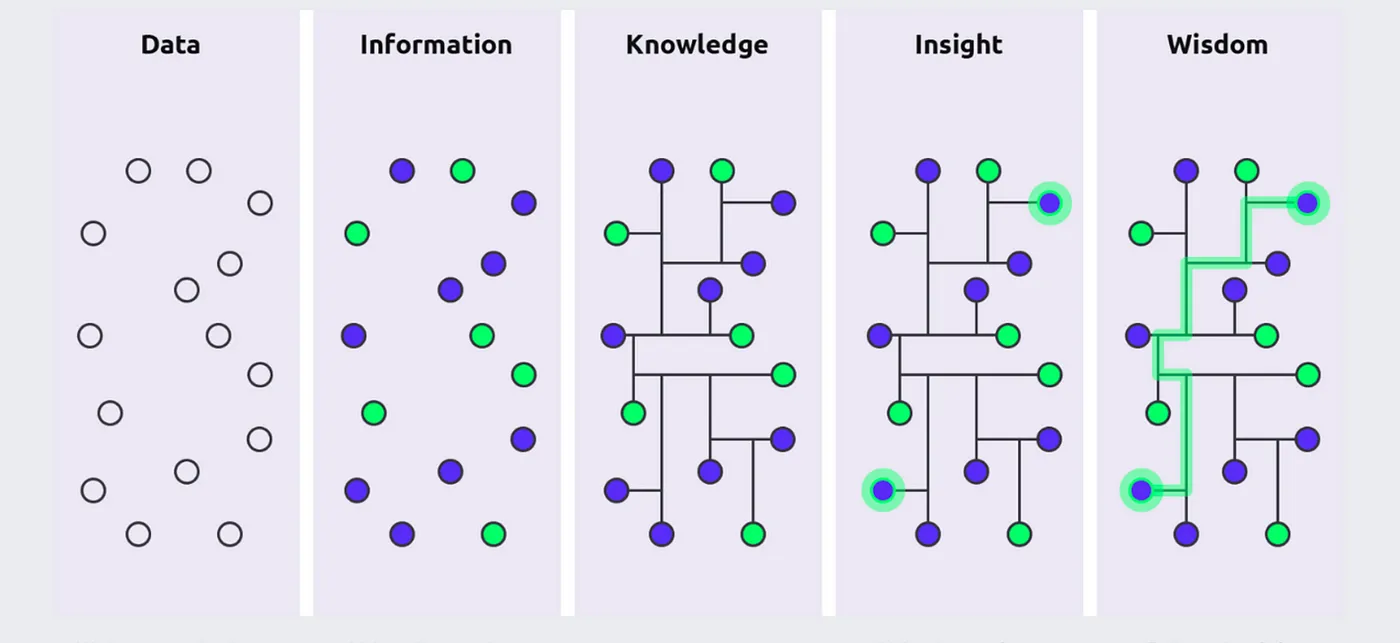 Data
Information
Knowledge
Insight
Wisdom